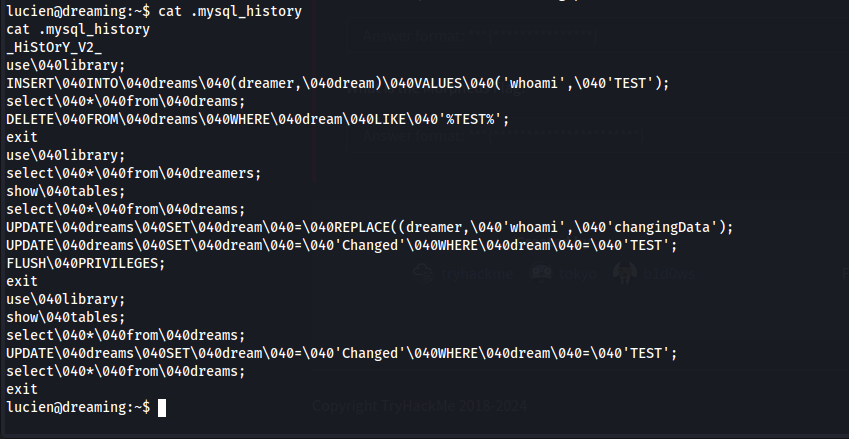 lucien@dreaming:~$ cat .mysql_history
cat .mysql_history
_HiStOrY_V2_
use\040library;
INSERT\040INTO\040dreams\040(dreamer,\040dream)\040VALUES\040('whoami',\040'TEST');
select\040*\040from\040dreams;
DELETE\040FROM\040dreams\040WHERE\040dream\040LIKE\040'%TEST%';
exit
use\040library;
select\040*\040from\040dreamers;
show\040tables;
select\040*\040from\040dreams;
UPDATE\040dreams\040SET\040dream\040=\040REPLACE((dreamer,\040'whoami',\040'changingData');
UPDATE\040dreams\040SET\040dream\040=\040'Changed'\040WHERE\040dream\040=\040'TEST';
FLUSH\040PRIVILEGES;
exit
use\040library;
show\040tables;
select\040*\040from\040dreams;
UPDATE\040dreams\040SET\040dream\040=\040'Changed'\040WHERE\040dream\040=\040'TEST';
select\040*\040from\040dreams;
exit
lucien@dreaming:~$
Copyright TryHackMe 2018-2024